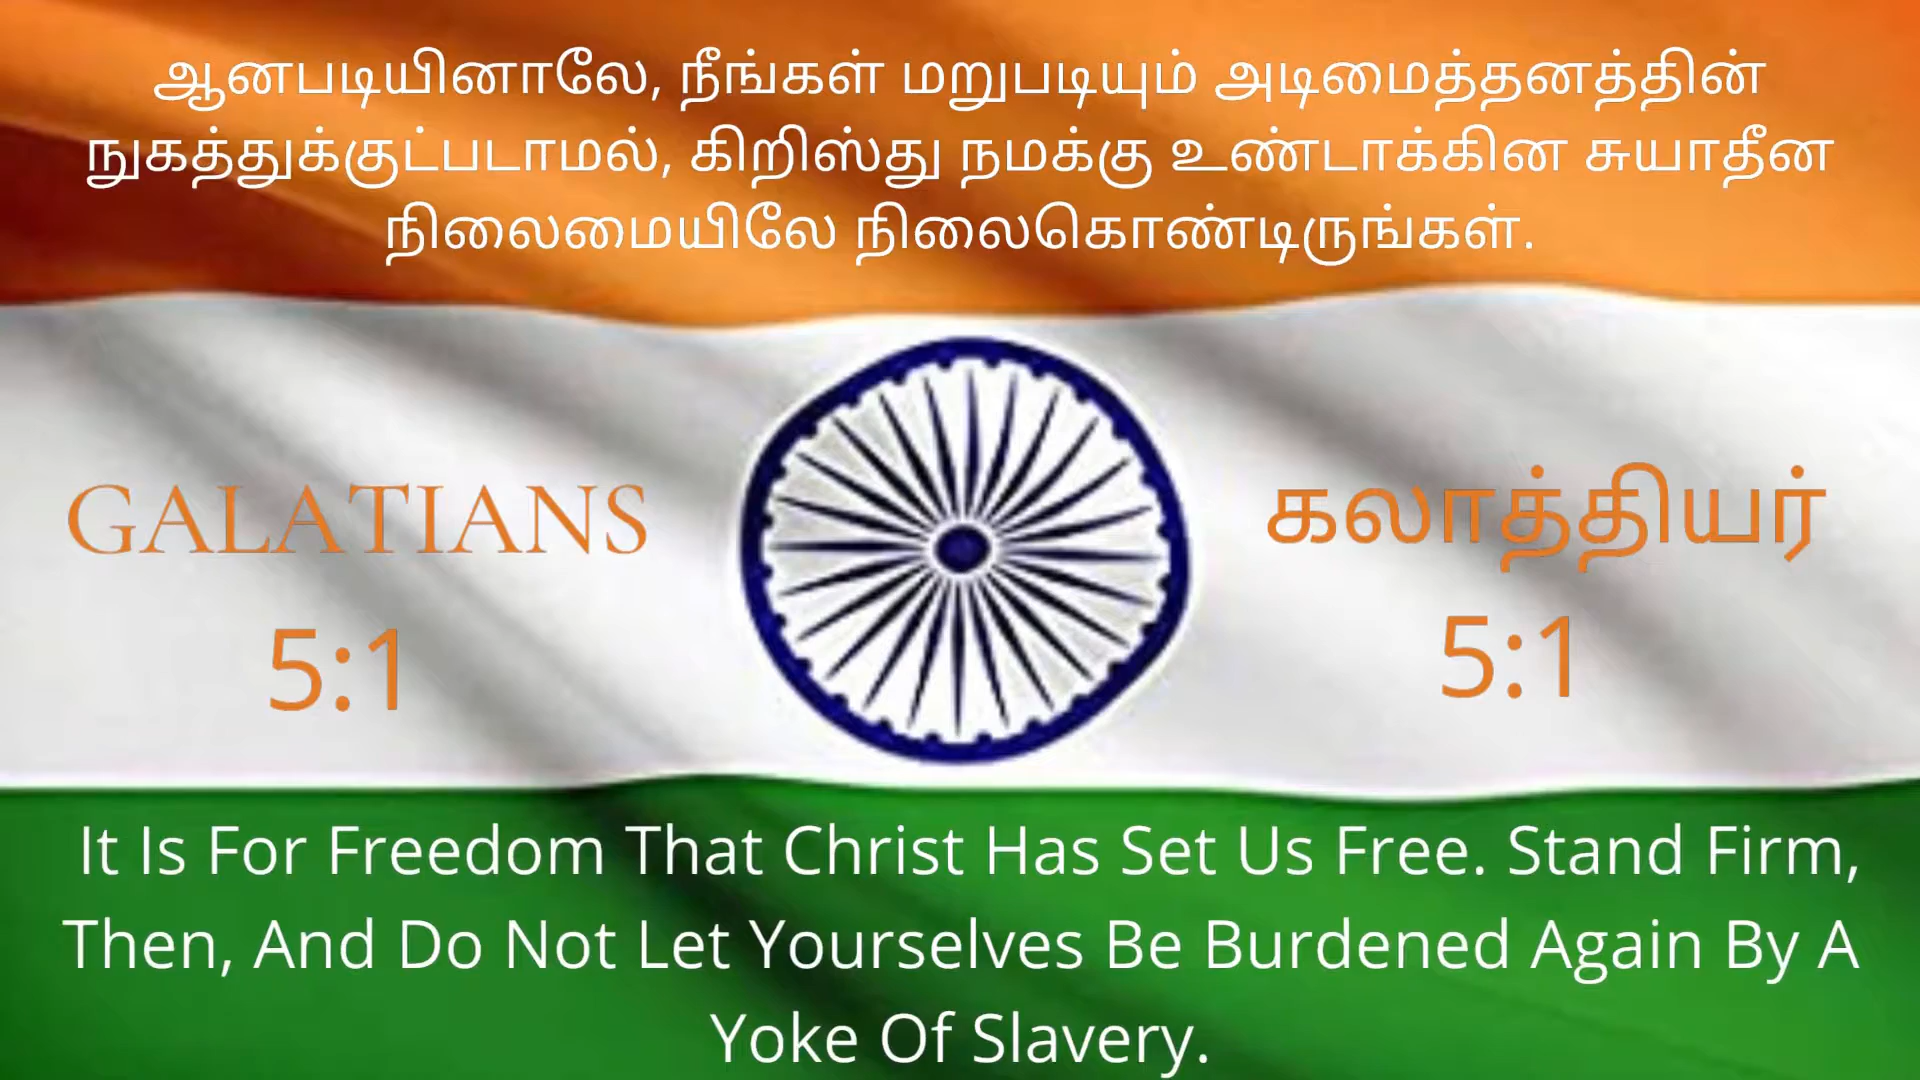 ஆனபடியினாலே, நீங்கள் மறுபடியும் அடிமைத்தனத்தின்
நுகத்துக்குட்படாமல், கிறிஸ்து நமக்கு உண்டாக்கின சுயாதீன
நிலைமையிலே நிலைகொண்டிருங்கள்.
GALATIANS
5:1
கலாத்தியர்
5:1
It Is For Freedom That Christ Has Set Us Free. Stand Firm,
Then, And Do Not Let Yourselves Be Burdened Again By A
Yoke Of Slavery.